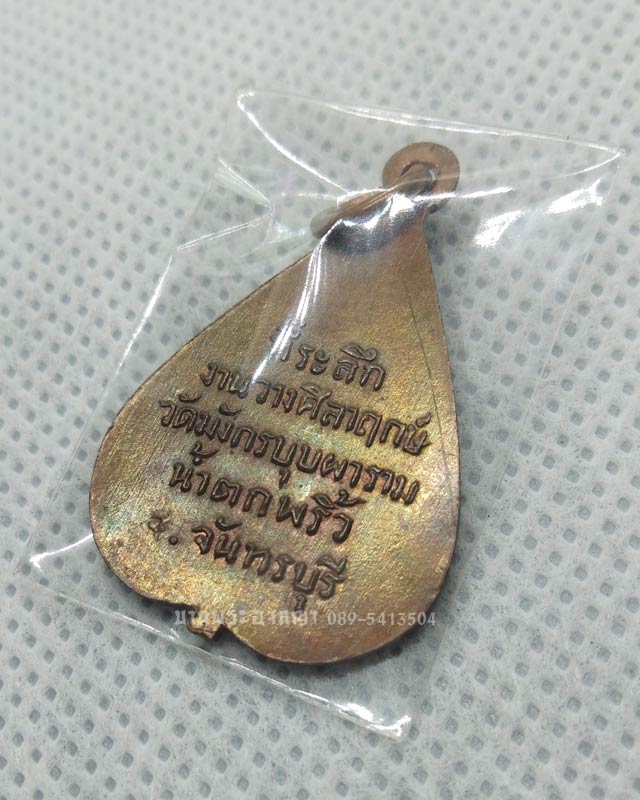 ที่ระลึก
งานวางศิลาฤกษ์
วัดมังกรบุปผาราม
น้ำตกพริ้ว
จ. จันทรบุรี
089-5413504